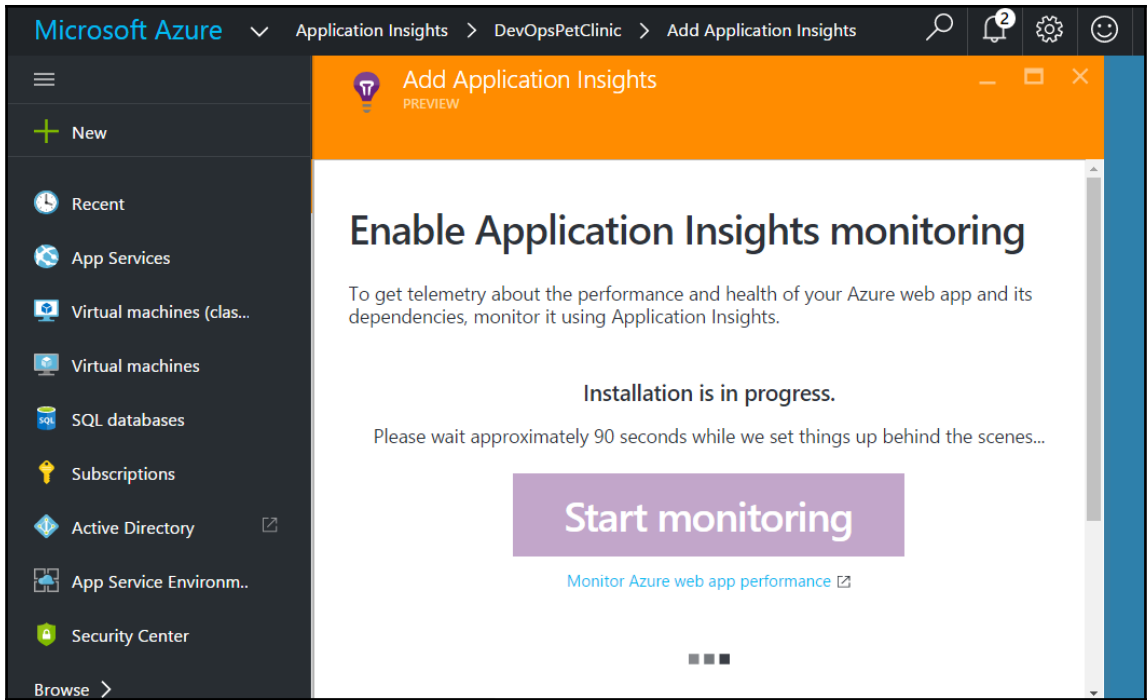 Microsoft Azure
Application Insights > DevOpsPetClinic > Add Application Insights
2
Add Application Insights
PREVIEW
New
Recent
App Services
Virtual machines (clas...
Virtual machines
SQL
SQL databases
Subscriptions
Active Directory
App Service Environm..
Security Center
Browse >
Enable Application Insights monitoring
To get telemetry about the performance and health of your Azure web app and its
dependencies, monitor it using Application Insights.
Installation is in progress.
Please wait approximately 90 seconds while we set things up behind the scenes...
Start monitoring
Monitor Azure web app performance